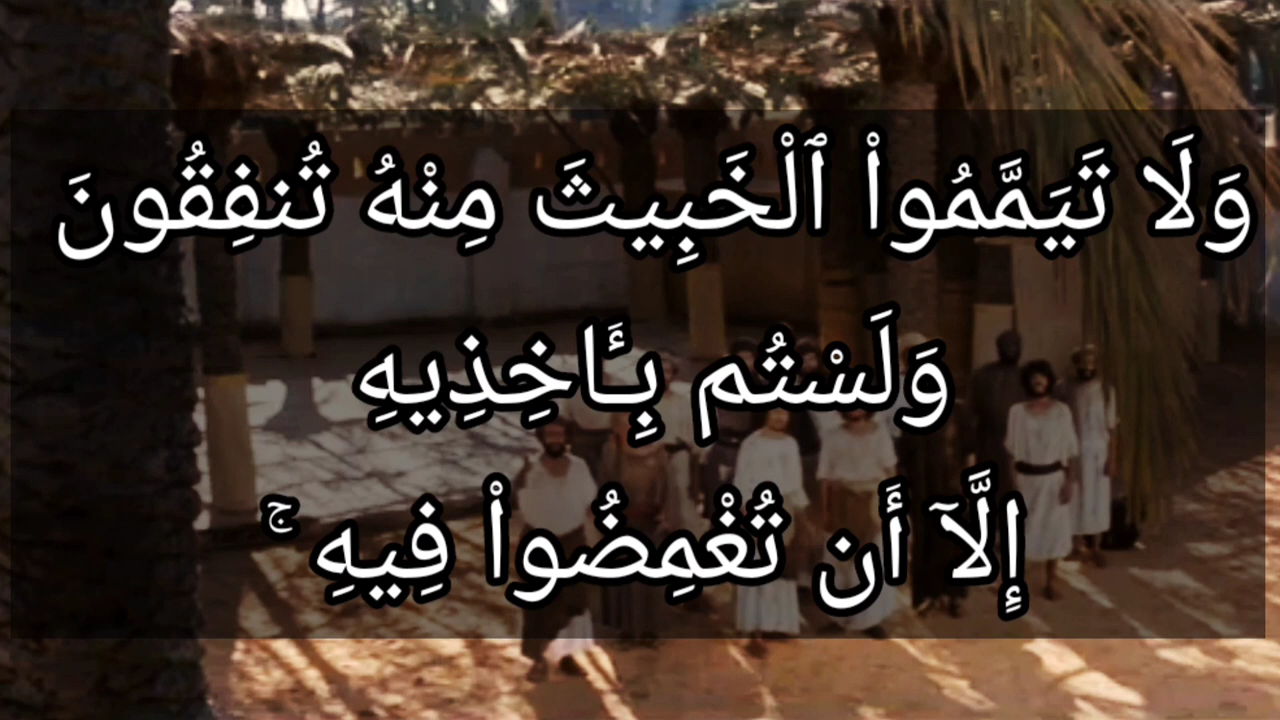 وَلَا تَيَمَّمُوا۟ ٱلْخَبِيثَ مِنْهُ تُنفِقُونَ
وَلَسْتُم بِـَٔاخِذِيهِ
إِلَّآ أَن تُغْمِضُوا۟ فِيهِ ۚ